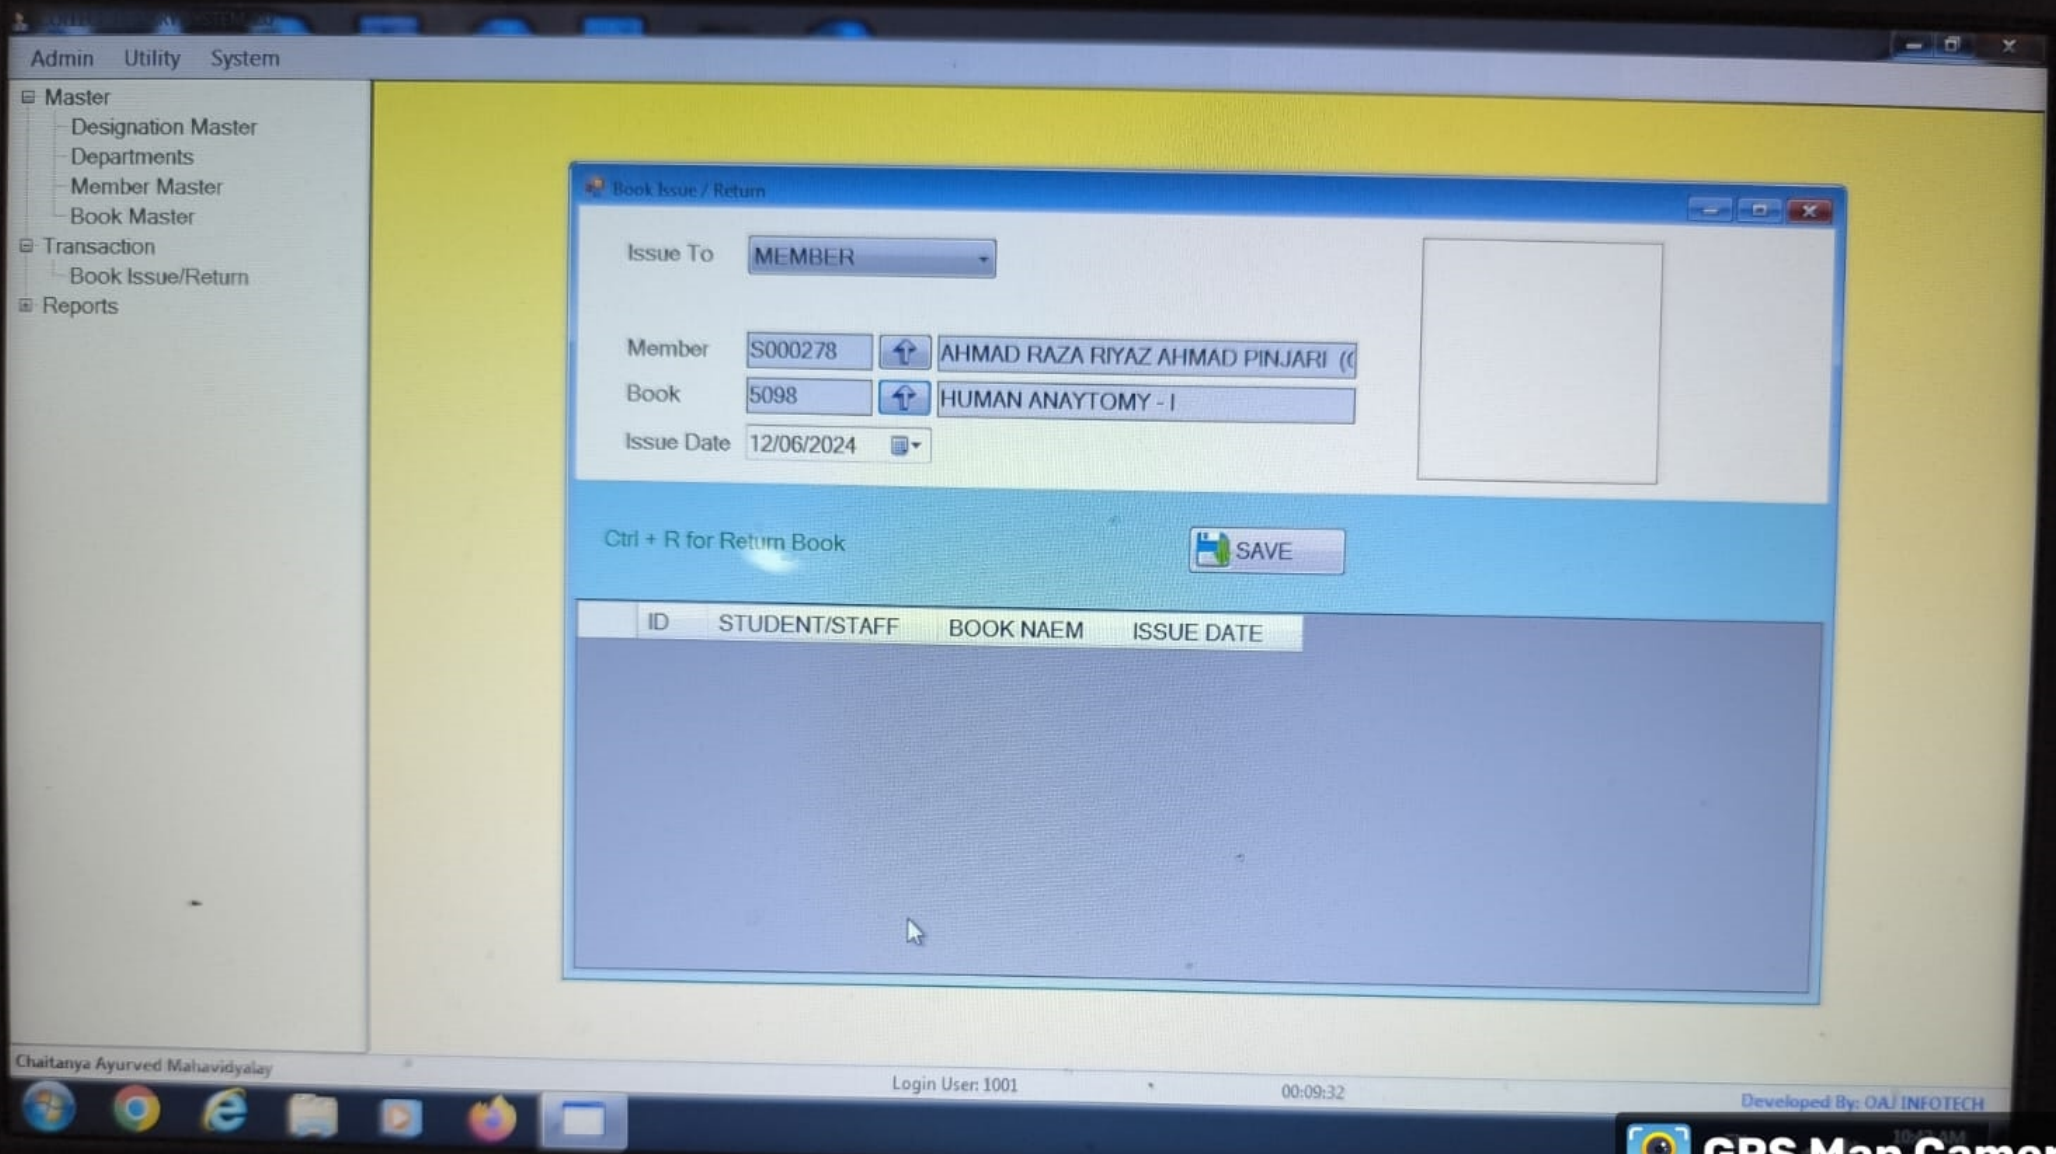 Admin Utility System
Master
Designation Master
Departments
Member Master
Book Master
Transaction
Book Issue/Return
Reports
Book Issue / Return
Issue To MEMBER
Member S000278 AHMAD RAZA RIYAZ AHMAD PINJARI (
Book 5098 HUMAN ANAYTOMY - I
Issue Date 12/06/2024
Ctrl + R for Return Book SAVE
ID STUDENT/STAFF BOOK NAEM ISSUE DATE
Chaitanya Ayurved Mahavidyalay
Login User: 1001
00:09:32
Developed By: OAJ INFOTECH
GPS Map Camer